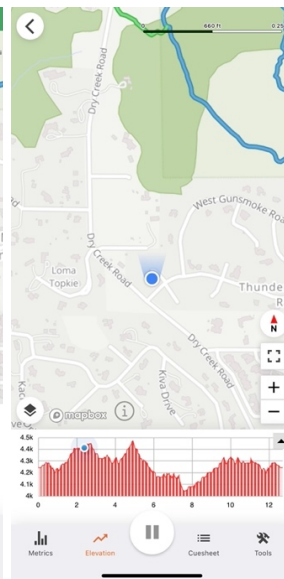 660 ft
0.25
Dry Creek Road
West Gunsmoke Roa
Dry Creek Road
Loma
Topkie
Thunde
R
N
Dry Creek Road
Kiva Drive
mapbox
i
4.5k
4.4k
4.3k
4.2k
4.1k
4k
0 2 4 6 8 10 12
Metrics Elevation Cuesheet Tools